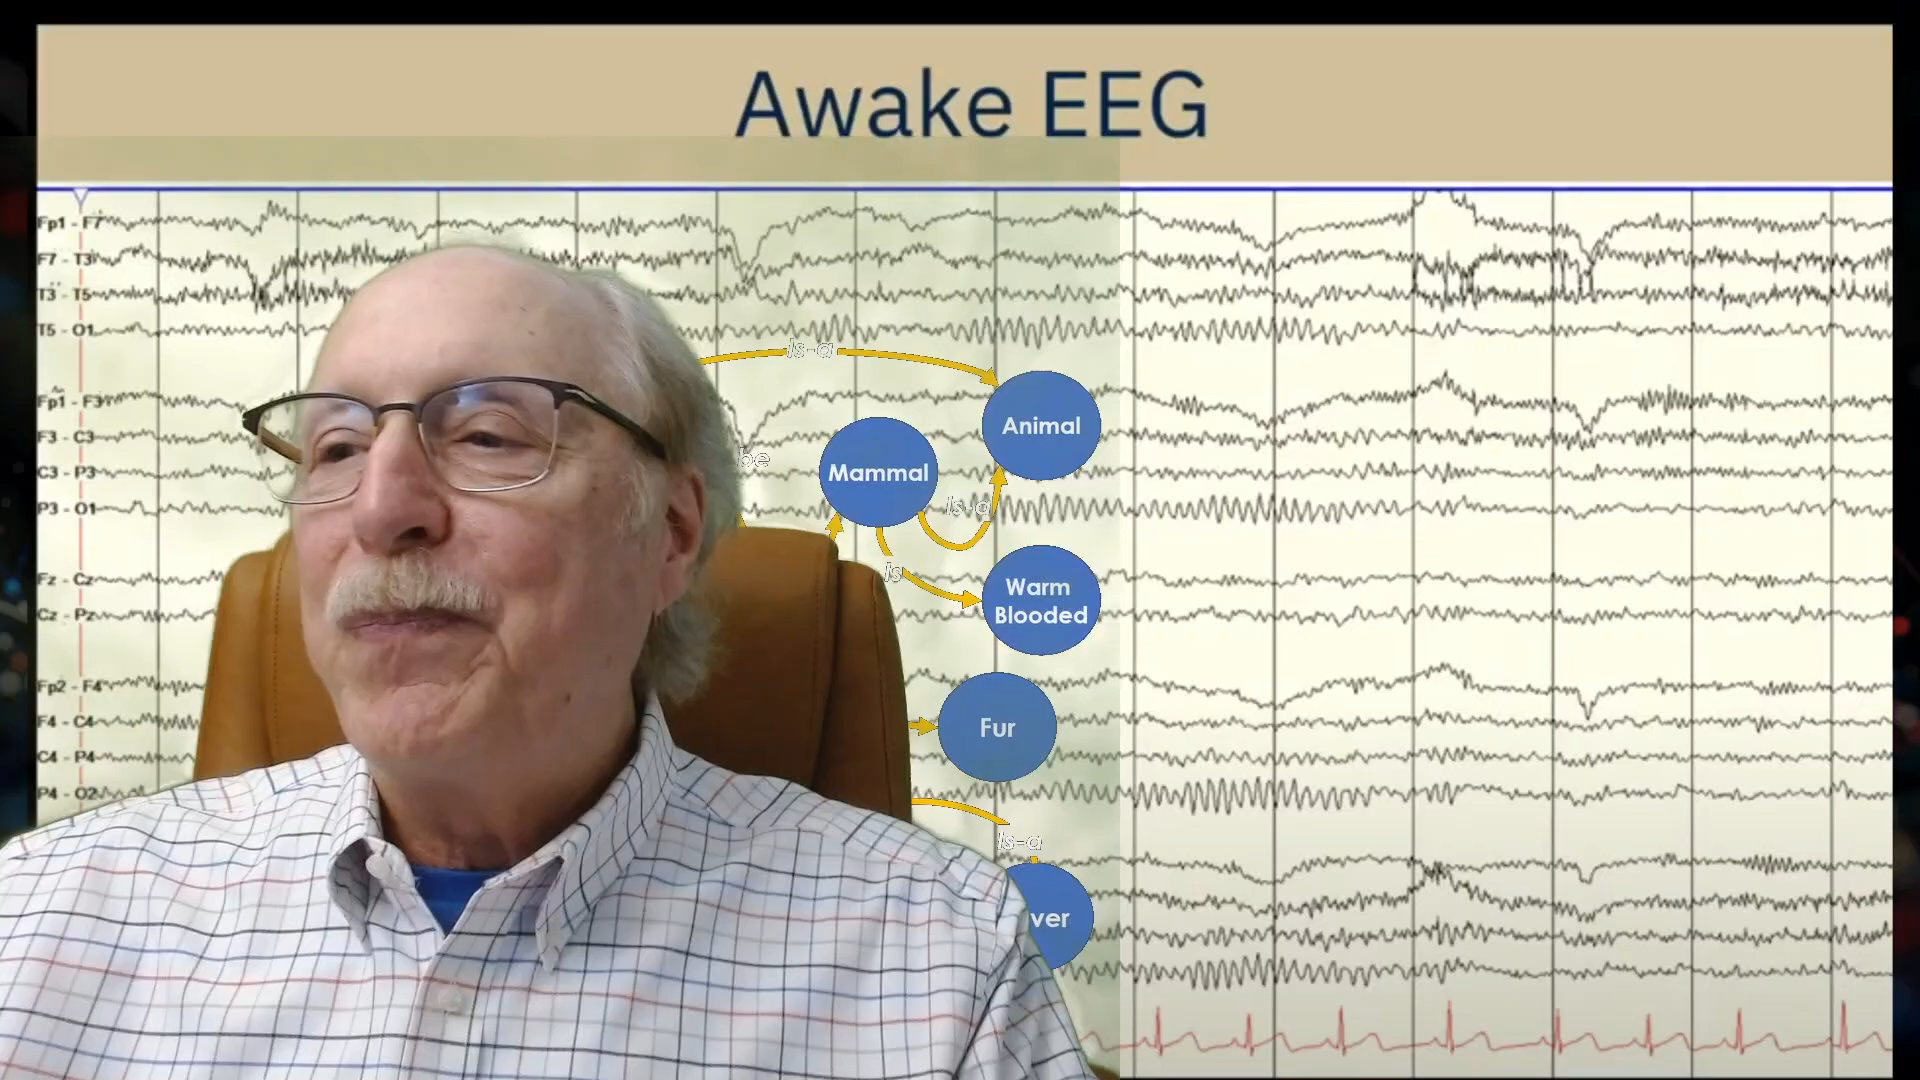 Awake EEG
Fp1 - F7
F7 - T3
T3 - T5
T5 - O1
Is-a
Fp1 - F3
Animal
F3 - C3
be
Mammal
C3 - P3
P3 - O1
Is-a
Is
Fz - Cz
Warm
Blooded
Cz - Pz
Fp2 - F4
F4 - C4
Fur
C4 - P4
P4 - O2
Is-a
ver